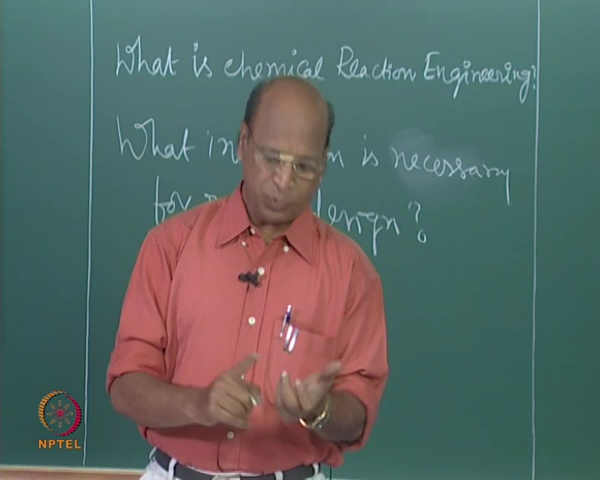 What is chemical Reaction Engineering?
What in n is necessary
for design?
NPTEL